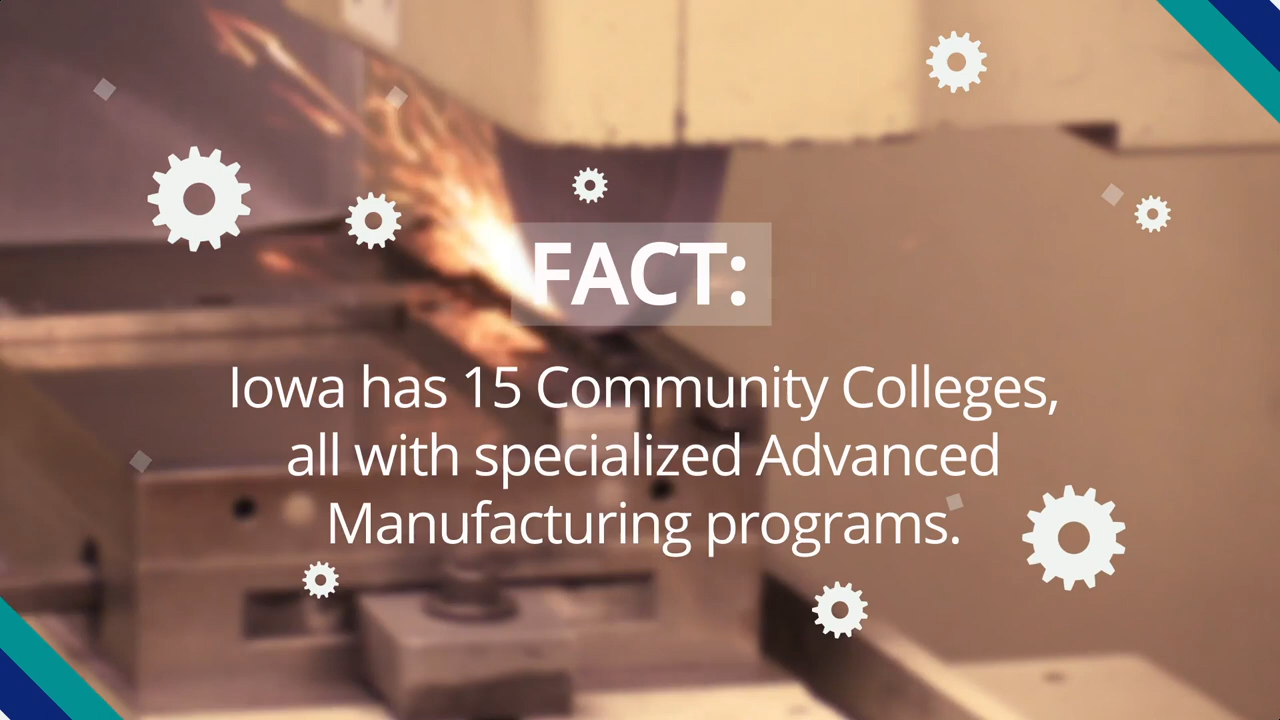 FACT:
Iowa has 15 Community Colleges,
all with specialized Advanced
Manufacturing programs.